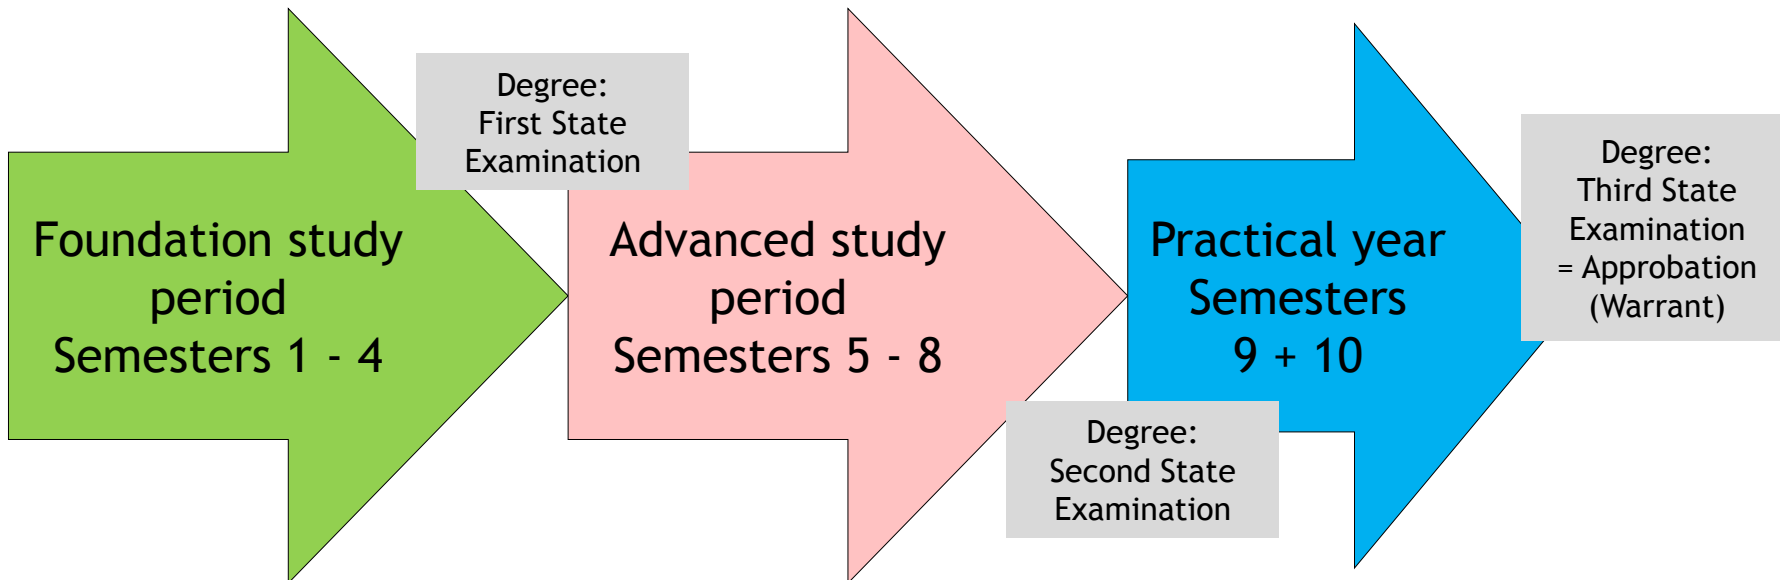 Foundation study
period
Semesters 1 - 4
Degree:
First State
Examination
Advanced study
period
Semesters 5 - 8
Degree:
Second State
Examination
Practical year
Semesters
9 + 10
Degree:
Third State
Examination
= Approbation
(Warrant)